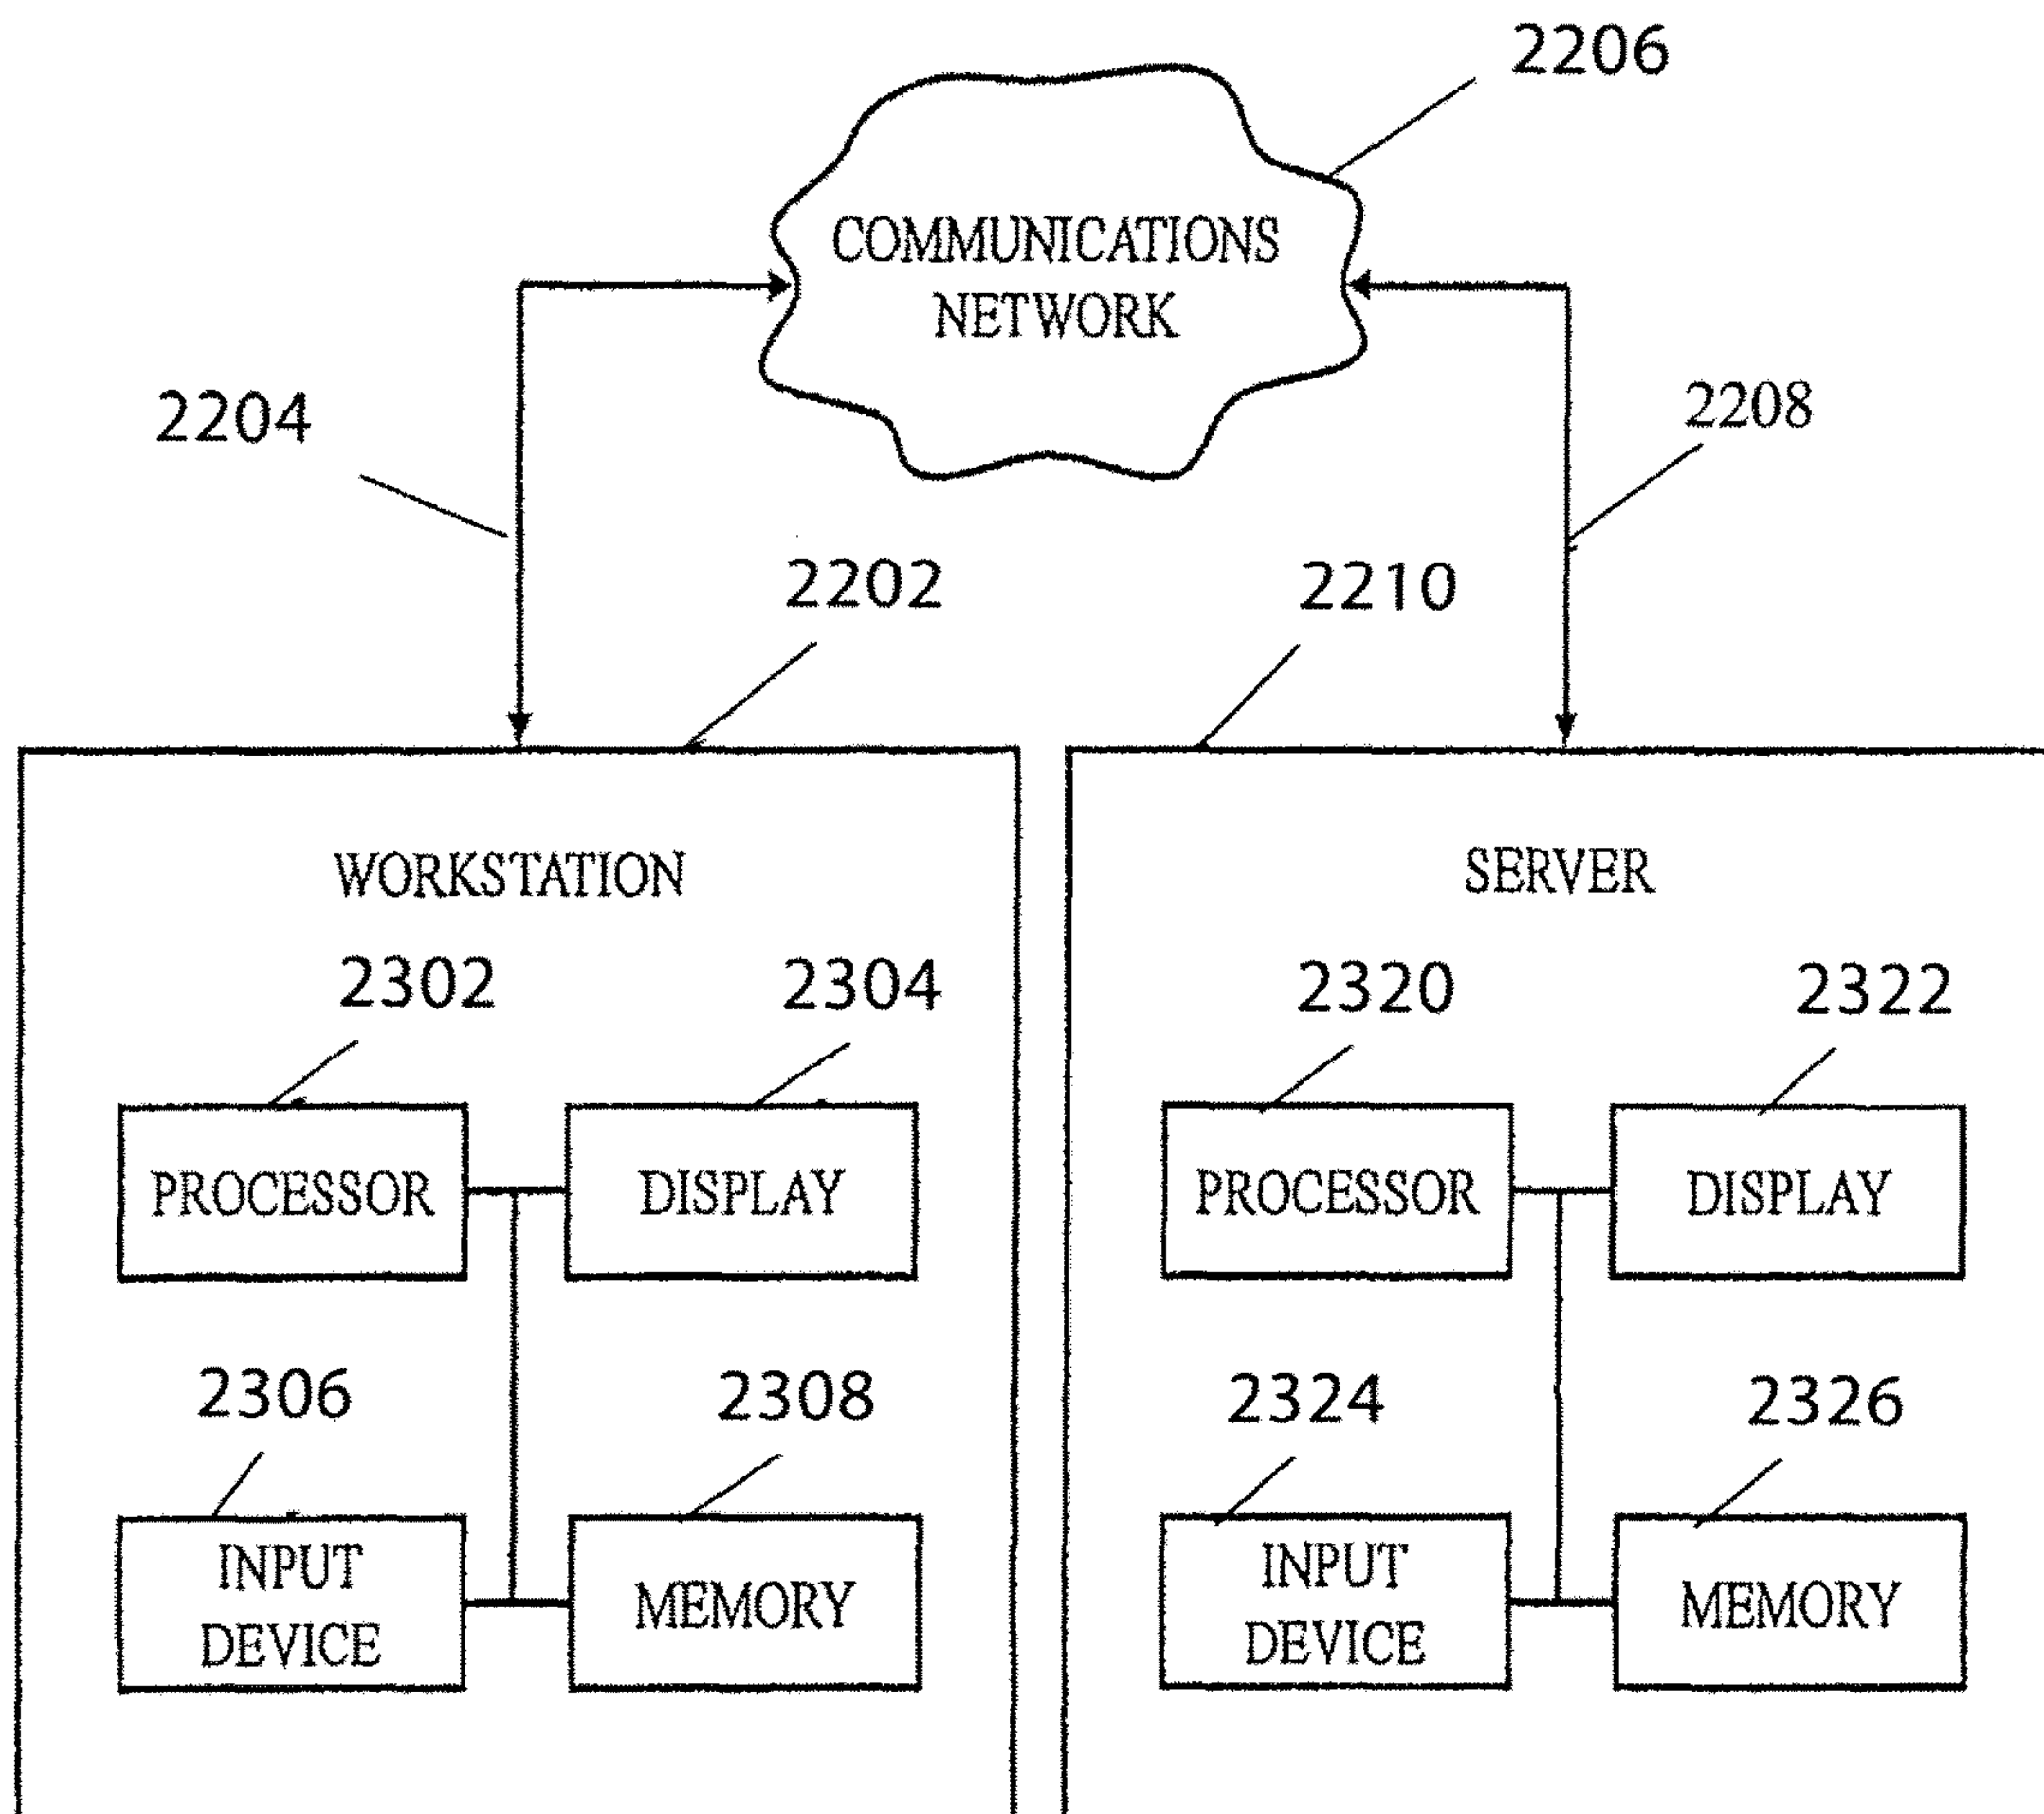 2206
COMMUNICATIONS
NETWORK
2204
2208
2202
2210
WORKSTATION
SERVER
2302
2304
2320
2322
PROCESSOR
DISPLAY
PROCESSOR
DISPLAY
2306
2308
2324
2326
INPUT
DEVICE
MEMORY
INPUT
DEVICE
MEMORY